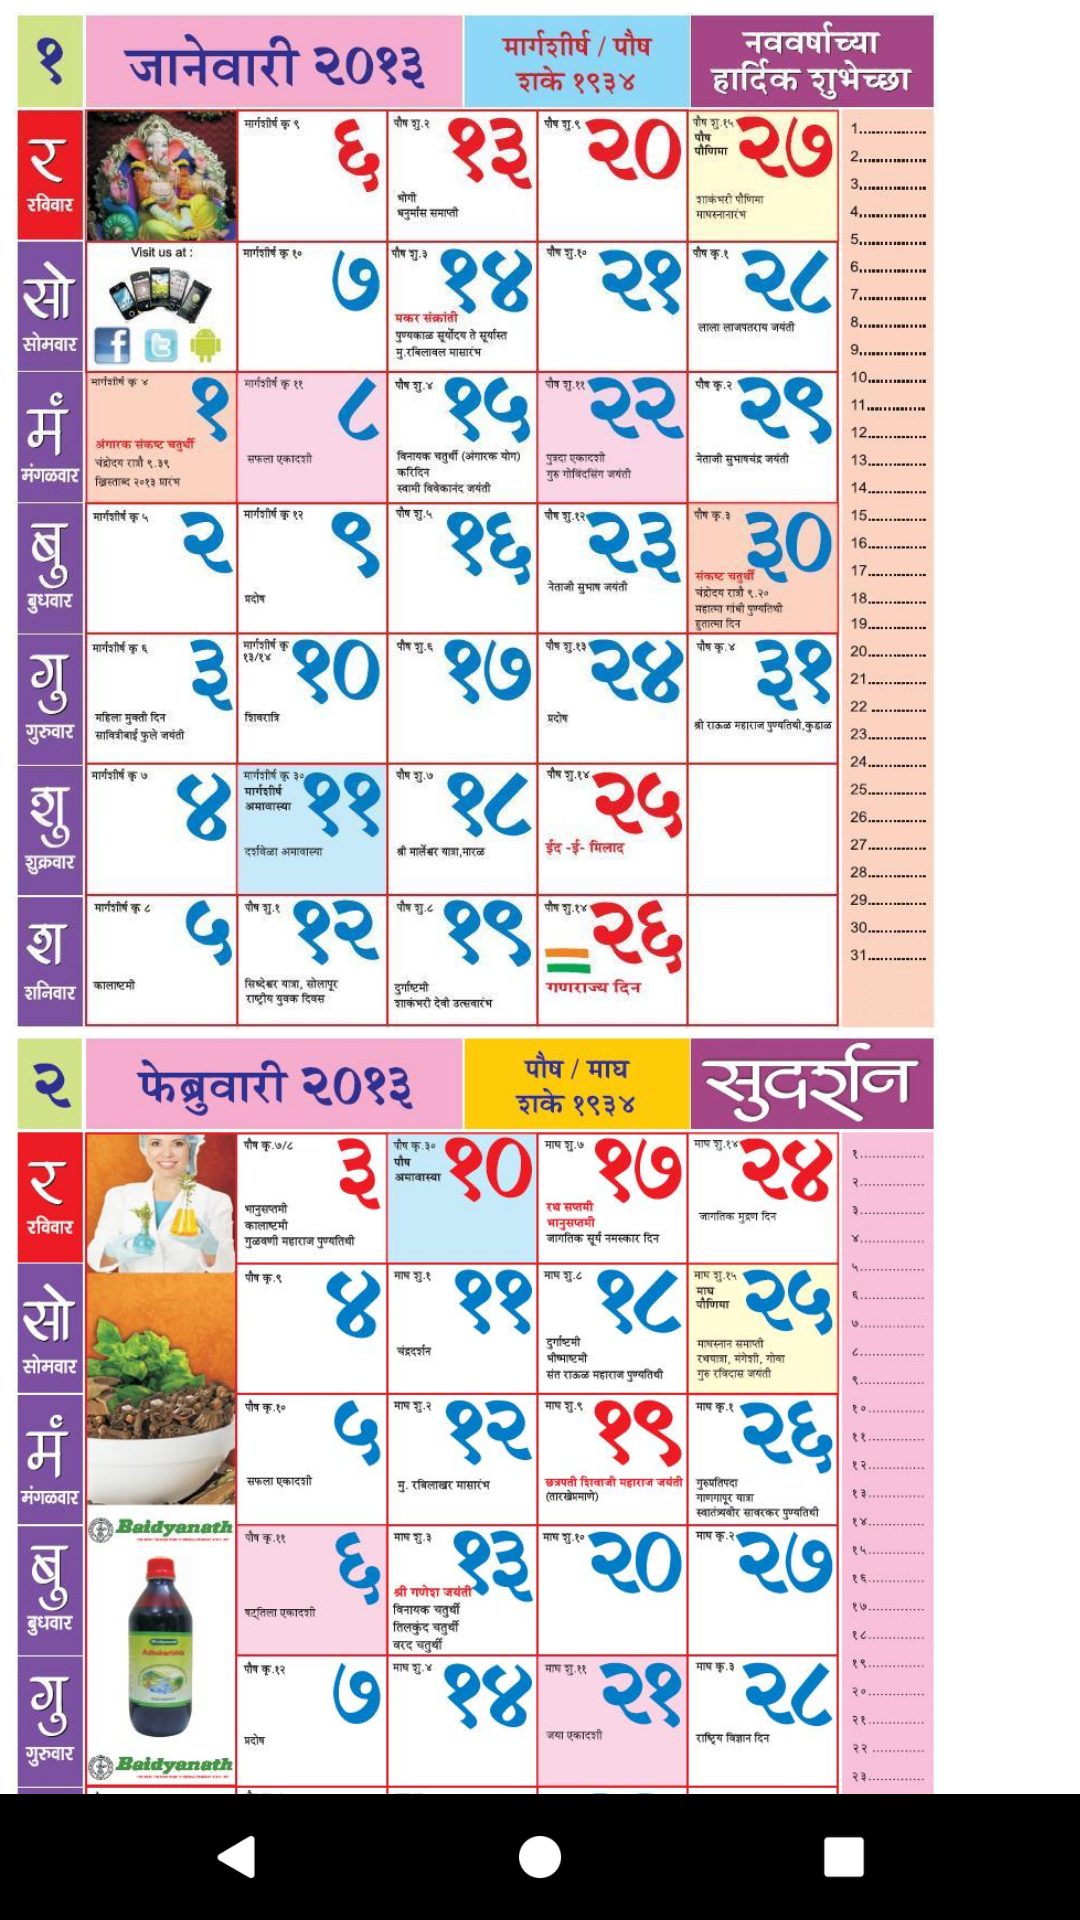 १
जानेवारी २०१३
मार्गशीर्ष / पौष
शके १९३४
नववर्षाच्या
हार्दिक शुभेच्छा
र
रविवार
मार्गशीर्ष कृ ९
६
पौष शु.२
१३
भोगी
धनुर्मास समाप्ती
पौष शु.९
२०
पौष शु.१५
पौष
पौणिमा
२७
शाकंभरी पौणिमा
माघस्नानारंभ
सो
सोमवार
Visit us at :
मार्गशीर्ष कृ १०
७
पौष शु.३
१४
मकर संक्रांती
पुण्यकाळ सूर्योदय ते सूर्यास्त
मु.रबिलावल मासारंभ
पौष शु.१०
२१
पौष कृ.१
२८
लाला लाजपतराय जयंती
मं
मंगळवार
मार्गशीर्ष कृ ४
१
अंगारक संकष्ट चतुर्थी
चंद्रोदय रात्रौ ९.३९
ख्रिस्ताब्द २०१३ प्रारंभ
मार्गशीर्ष कृ ११
८
सफला एकादशी
पौष शु.४
१५
विनायक चतुर्थी (अंगारक योग)
करिदिन
स्वामी विवेकानंद जयंती
पौष शु.११
२२
पुत्रदा एकादशी
गुरु गोविंदसिंग जयंती
पौष कृ.२
२९
नेताजी सुभाषचंद्र जयंती
बु
बुधवार
मार्गशीर्ष कृ ५
२
मार्गशीर्ष कृ १२
९
प्रदोष
पौष शु.५
१६
पौष शु.१२
२३
नेताजी सुभाष जयंती
पौष कृ.३
३०
संकष्ट चतुर्थी
चंद्रोदय रात्रौ ९.२०
महात्मा गांधी पुण्यतिथी
हुतात्मा दिन
गु
गुरुवार
मार्गशीर्ष कृ ६
३
महिला मुक्ती दिन
सावित्रीबाई फुले जयंती
मार्गशीर्ष कृ
१३/१४
१०
शिवरात्रि
पौष शु.६
१७
पौष शु.१३
२४
प्रदोष
पौष कृ.४
३१
श्री राऊळ महाराज पुण्यतिथी,कुडाळ
शु
शुक्रवार
मार्गशीर्ष कृ ७
४
मार्गशीर्ष कृ ३०
मार्गशीर्ष
अमावास्या
११
दर्शवेळा अमावास्या
पौष शु.७
१८
श्री मार्लेश्वर यात्रा,मारळ
पौष शु.१४
२५
ईद -ई- मिलाद
श
शनिवार
मार्गशीर्ष कृ ८
५
कालाष्टमी
पौष शु.१
१२
सिध्देश्वर यात्रा, सोलापूर
राष्ट्रीय युवक दिवस
पौष शु.८
१९
दुर्गाष्टमी
शाकंभरी देवी उत्सवारंभ
पौष शु.१४
२६
गणराज्य दिन
1..................
2..................
3..................
4..................
5..................
6..................
7..................
8..................
9..................
10................
11................
12................
13................
14................
15................
16................
17................
18................
19................
20................
21................
22 ...............
23................
24................
25................
26................
27................
28................
29................
30................
31................
२
फेब्रुवारी २०१३
पौष / माघ
शके १९३४
सुदर्शन
र
रविवार
पौष कृ.७/८
३
भानुसप्तमी
कालाष्टमी
गुळवणी महाराज पुण्यतिथी
पौष कृ.३०
पौष
अमावास्या
१०
माघ शु.७
१७
रथ सप्तमी
भानुसप्तमी
जागतिक सूर्य नमस्कार दिन
माघ शु.१४
२४
जागतिक मुद्रण दिन
सो
सोमवार
पौष कृ.९
४
माघ शु.१
११
चंद्रदर्शन
माघ शु.८
१८
दुर्गाष्टमी
भीष्माष्टमी
संत राऊळ महाराज पुण्यतिथी
माघ शु.१५
माघ
पौणिमा
२५
माघस्नान समाप्ती
रथयात्रा, मंगेशी, गोवा
गुरु रविदास जयंती
मं
मंगळवार
पौष कृ.१०
५
सफला एकादशी
माघ शु.२
१२
मु. रबिलाखर मासारंभ
माघ शु.९
१९
छत्रपती शिवाजी महाराज जयंती
(तारखेप्रमाणे)
माघ कृ.१
२६
गुरुप्रतिपदा
गाणगापूर यात्रा
स्वातंत्र्यवीर सावरकर पुण्यतिथी
बु
बुधवार
Baidyanath
पौष कृ.११
६
षट्तिला एकादशी
माघ शु.३
१३
श्री गणेश जयंती
विनायक चतुर्थी
तिलकुंद चतुर्थी
वरद चतुर्थी
माघ शु.१०
२०
माघ कृ.२
२७
गु
गुरुवार
Baidyanath
पौष कृ.१२
७
प्रदोष
माघ शु.४
१४
माघ शु.११
२१
जया एकादशी
माघ कृ.३
२८
राष्ट्रिय विज्ञान दिन
१................
२................
३................
४................
५................
६................
७................
८................
९................
१०..............
११..............
१२..............
१३..............
१४..............
१५..............
१६..............
१७..............
१८..............
१९..............
२०..............
२१..............
२२ .............
२३..............